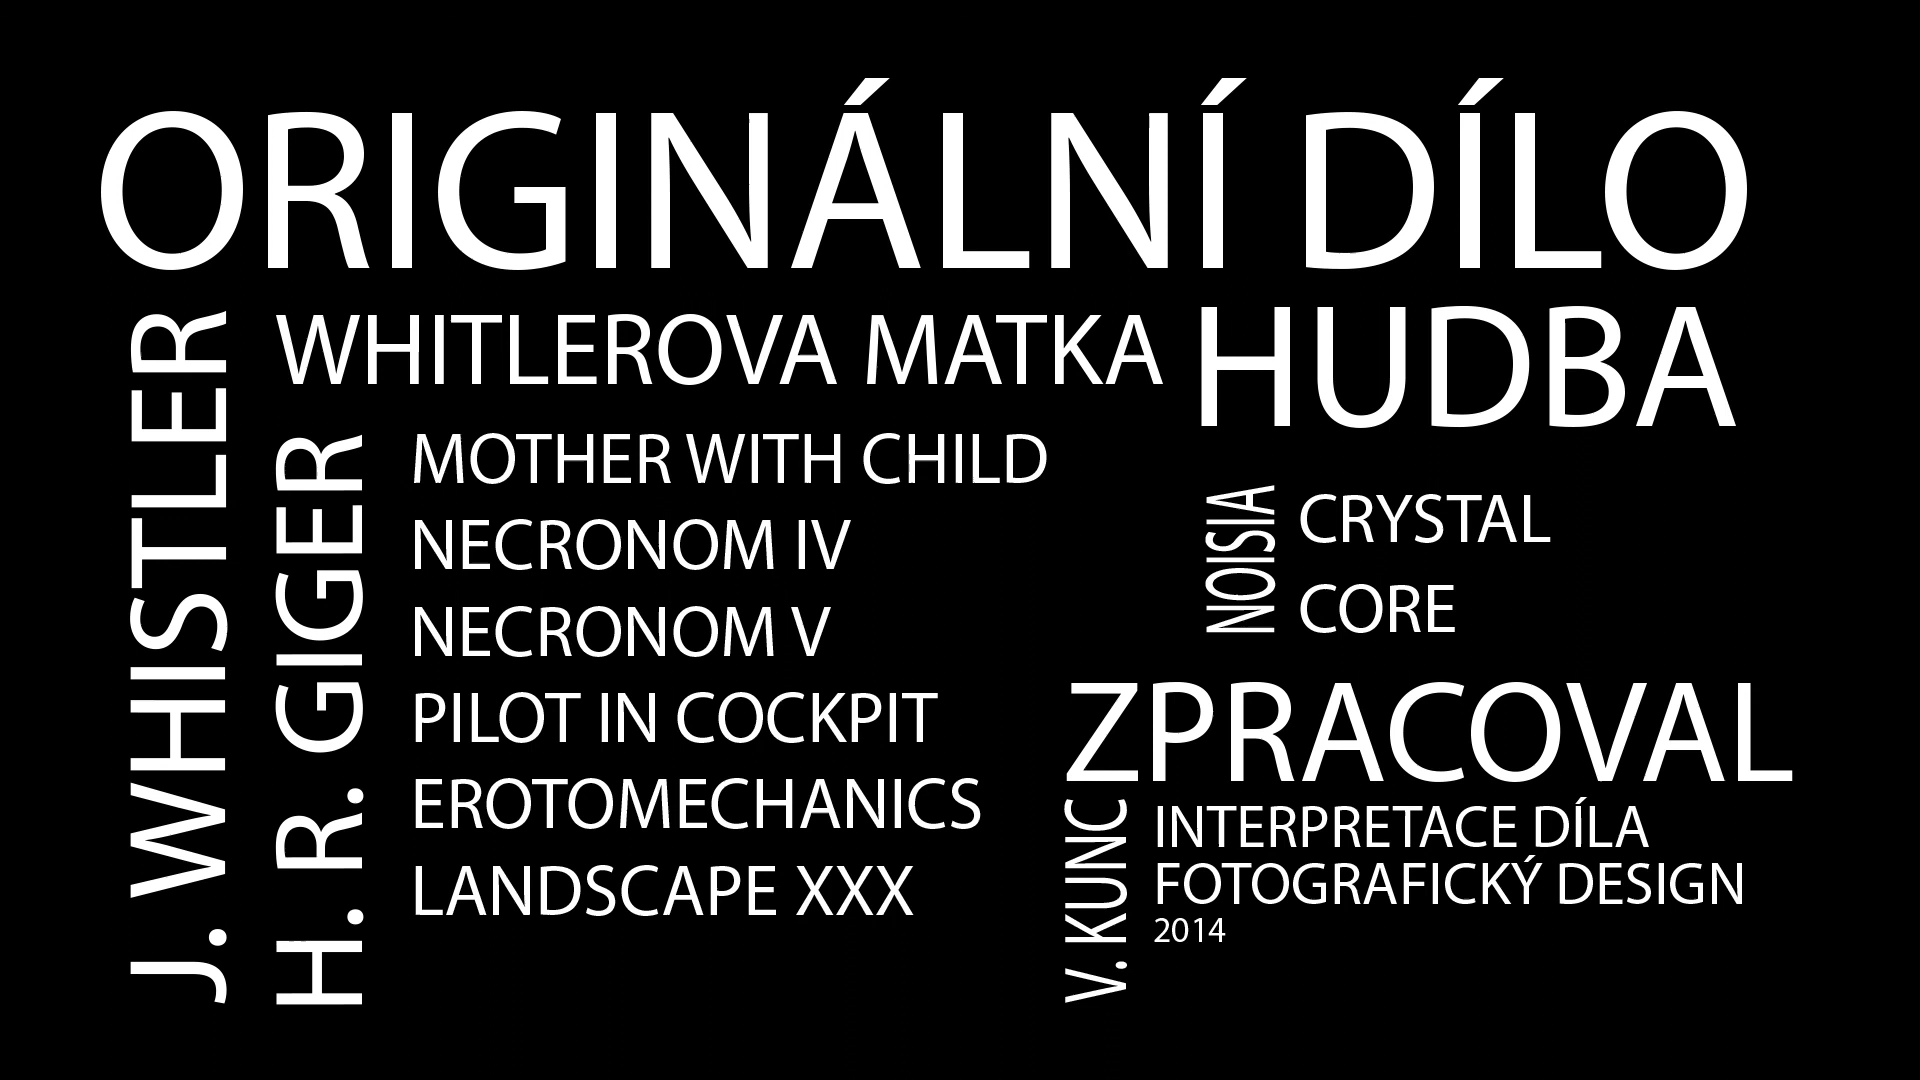 ORIGINÁLNÍ DÍLO
J. WHISTLER
WHITLEROVA MATKA
H. R. GIGER
MOTHER WITH CHILD
NECRONOM IV
NECRONOM V
PILOT IN COCKPIT
EROTOMECHANICS
LANDSCAPE XXX
HUDBA
NOISIA
CRYSTAL
CORE
ZPRACOVAL
V. KUNC
INTERPRETACE DÍLA
FOTOGRAFICKÝ DESIGN
2014